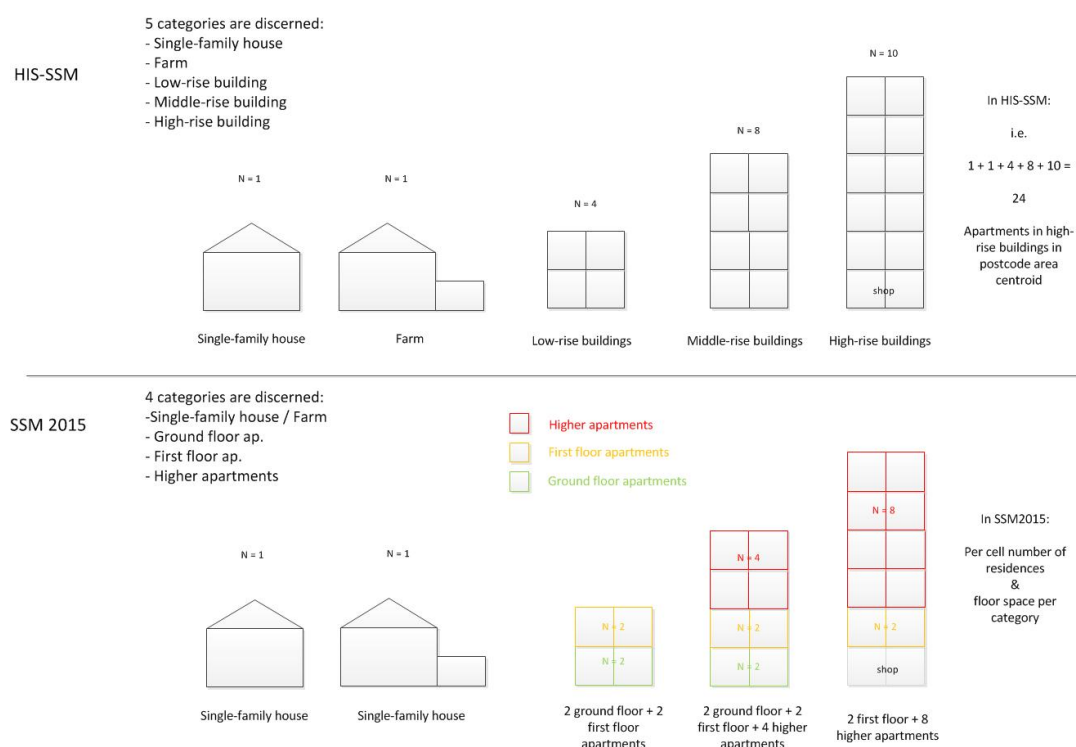 HIS-SSM
5 categories are discerned:
- Single-family house
- Farm
- Low-rise building
- Middle-rise building
- High-rise building
N = 1
N = 1
N = 4
N = 8
N = 10
shop
Single-family house
Farm
Low-rise buildings
Middle-rise buildings
High-rise buildings
In HIS-SSM:
i.e.
1 + 1 + 4 + 8 + 10 =
24
Apartments in high-
rise buildings in
postcode area
centroid
SSM 2015
4 categories are discerned:
-Single-family house / Farm
- Ground floor ap.
- First floor ap.
- Higher apartments
Higher apartments
First floor apartments
Ground floor apartments
N = 1
N = 1
N = 2
N = 2
N = 4
N = 2
N = 2
N = 8
N = 2
shop
Single-family house
Single-family house
2 ground floor + 2
first floor
apartments
2 ground floor + 2
first floor + 4 higher
apartments
2 first floor + 8
higher apartments
In SSM2015:
Per cell number of
residences
&
floor space per
category